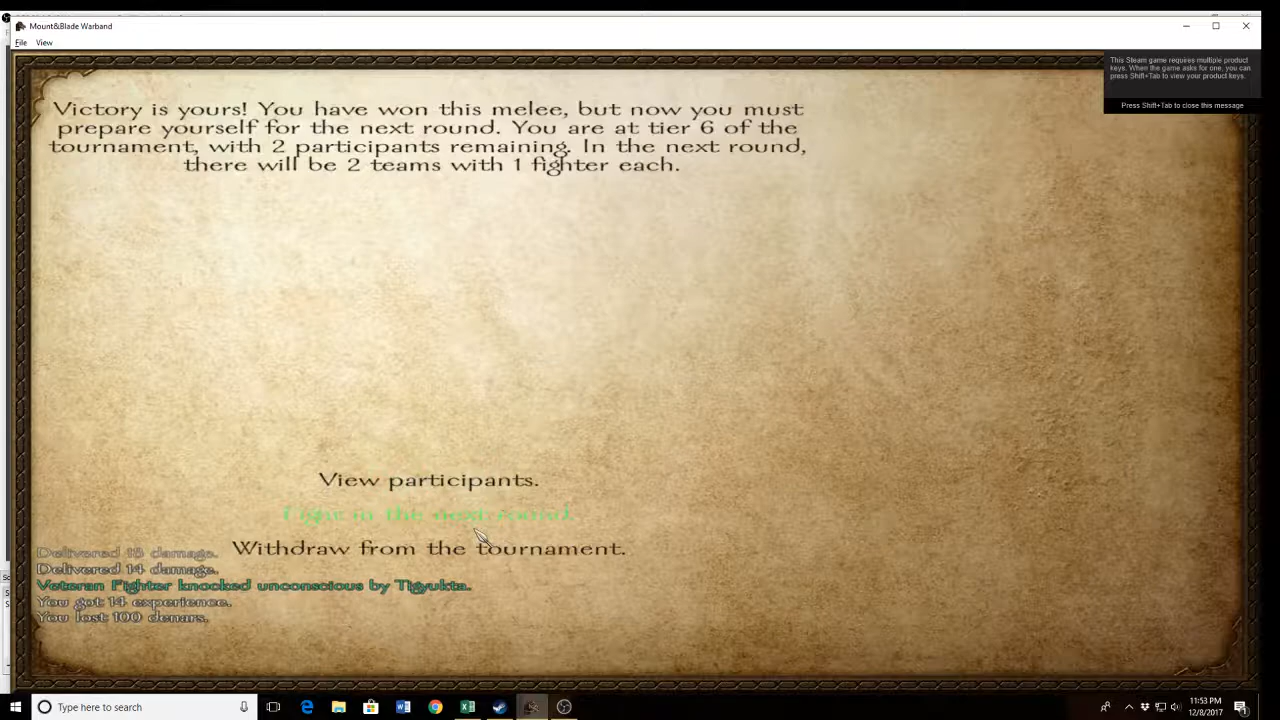 Mount&Blade Warband
File View
This Steam game requires multiple product
keys. When the game asks for one, you can
press Shift+Tab to view your product keys.
Press Shift+Tab to close this message
Victory is yours! You have won this melee, but now you must
prepare yourself for the next round. You are at tier 6 of the
tournament, with 2 participants remaining. In the next round,
there will be 2 teams with 1 fighter each.
View participants.
Fight in the next round.
Withdraw from the tournament.
Delivered 18 damage.
Delivered 14 damage.
Veteran Fighter knocked unconscious by Tigyukta.
You got 14 experience.
You lost 100 denars.
Type here to search
11:53 PM
12/8/2017